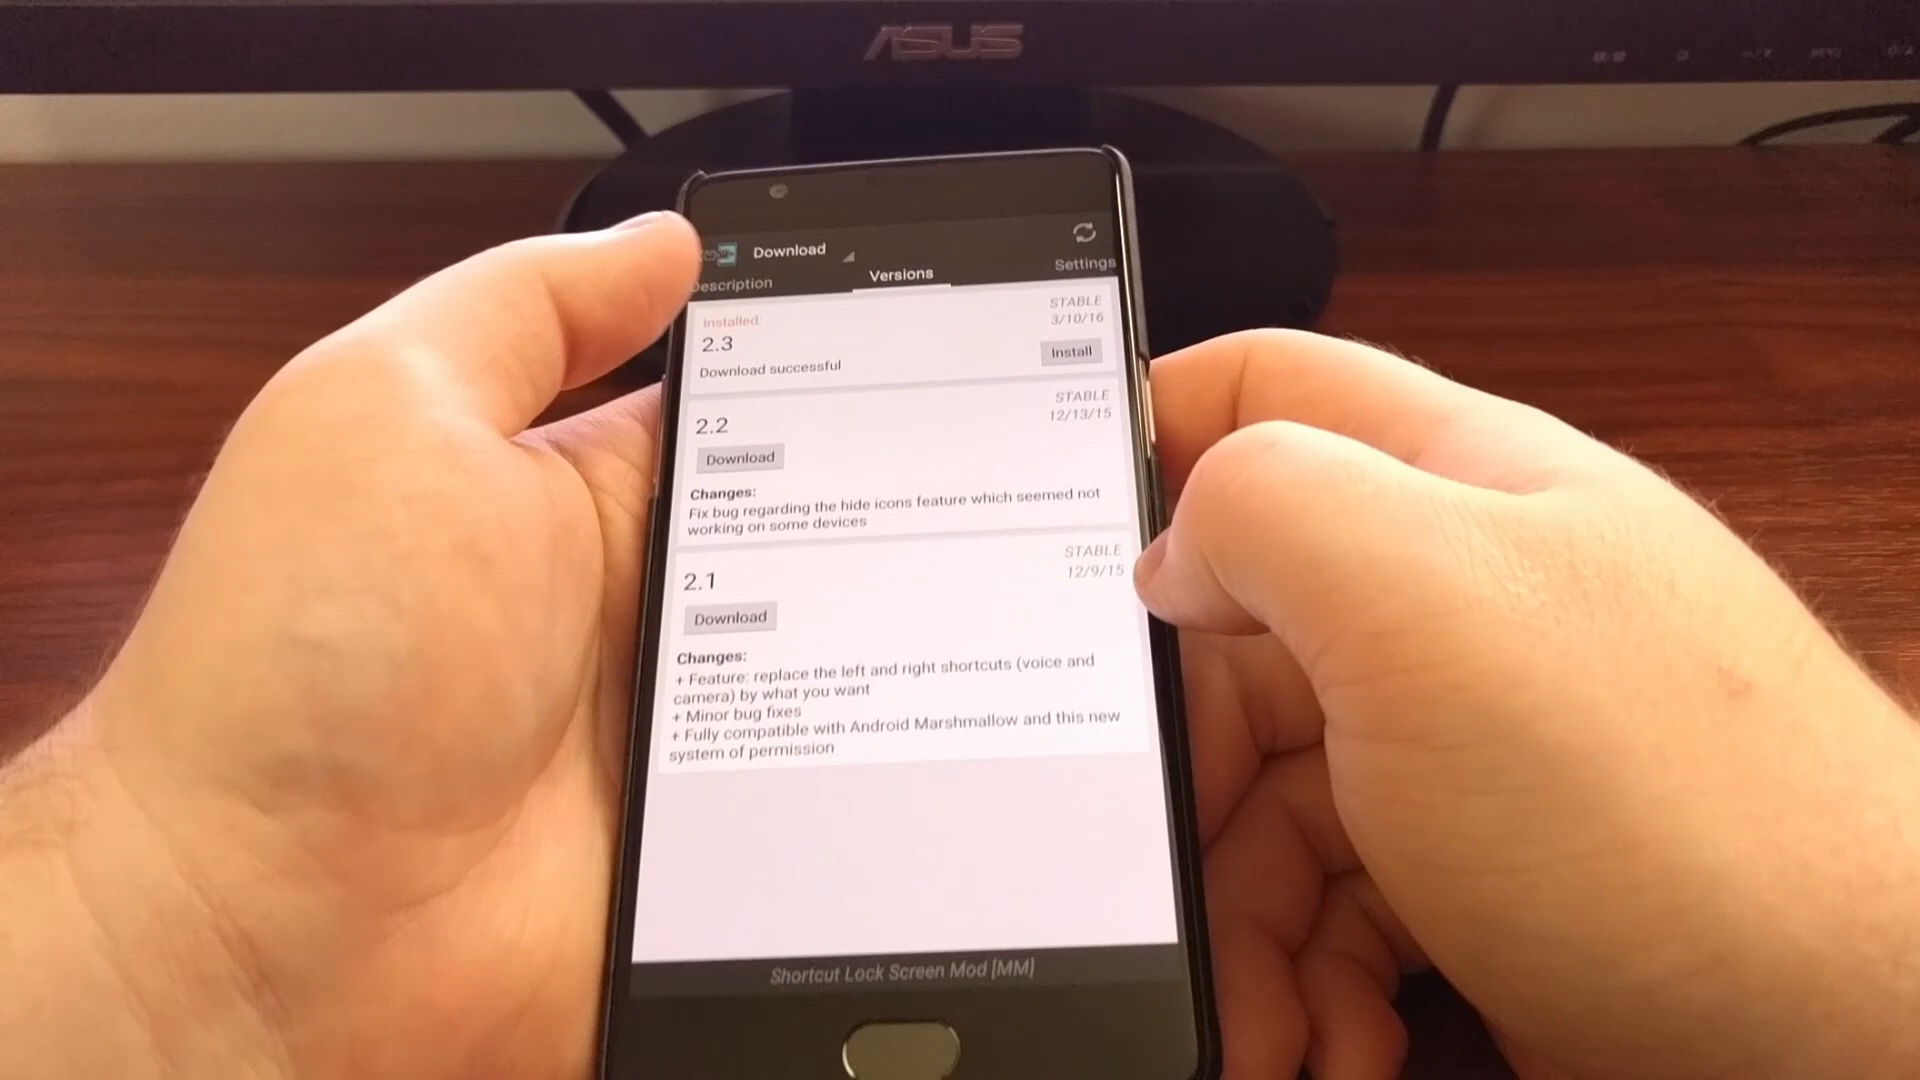 ASUS
Download
Description
Versions
Settings
Installed:
STABLE
3/10/16
2.3
Install
Download successful
STABLE
12/13/15
2.2
Download
Changes:
Fix bug regarding the hide icons feature which seemed not
working on some devices
STABLE
12/9/15
2.1
Download
Changes:
+ Feature: replace the left and right shortcuts (voice and
camera) by what you want
+ Minor bug fixes
+ Fully compatible with Android Marshmallow and this new
system of permission
Shortcut Lock Screen Mod [MM]